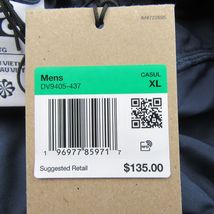 Mens
CASUL
DV9405-437
XL
1 96977 85971 7
Suggested Retail
$135.00